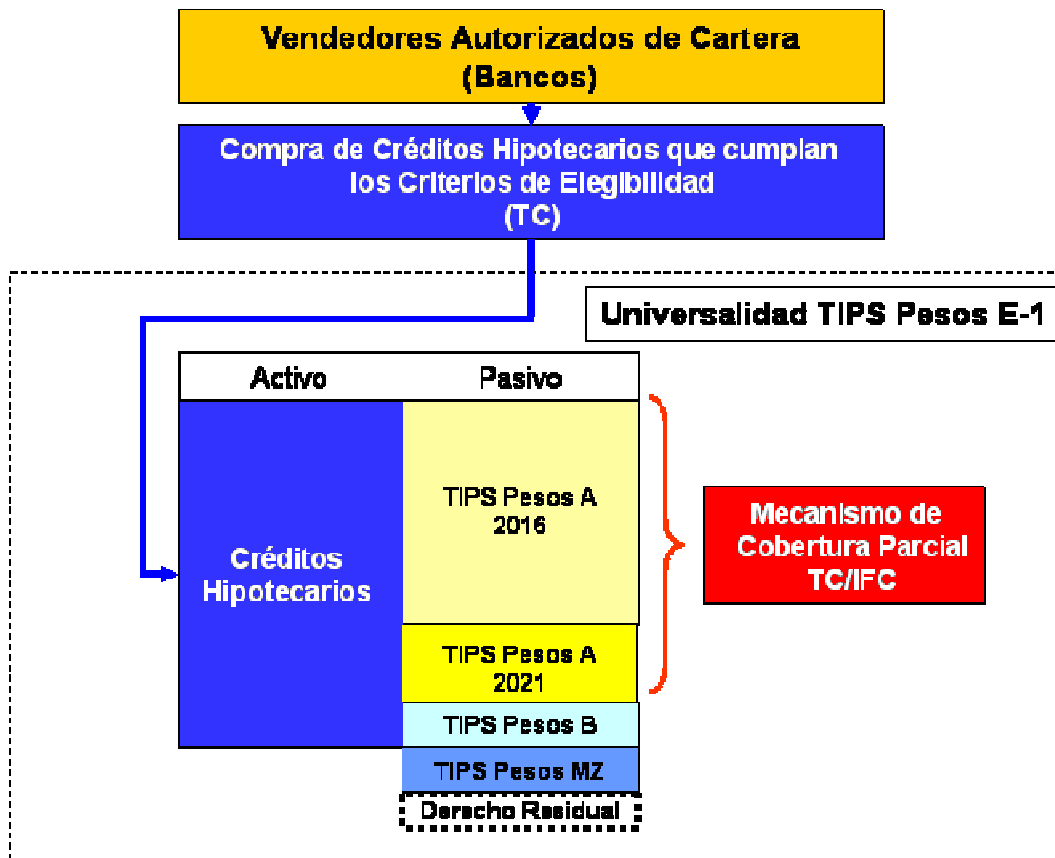 Vendedores Autorizados de Cartera
(Bancos)
Compra de Créditos Hipotecarios que cumplan
los Criterios de Elegibilidad
(TC)
Universalidad TIPS Pesos E-1
Activo
Pasivo
TIPS Pesos A
2016
Créditos
Hipotecarios
Mecanismo de
Cobertura Parcial
TC/IFC
TIPS Pesos A
2021
TIPS Pesos B
TIPS Pesos MZ
Derecho Residual